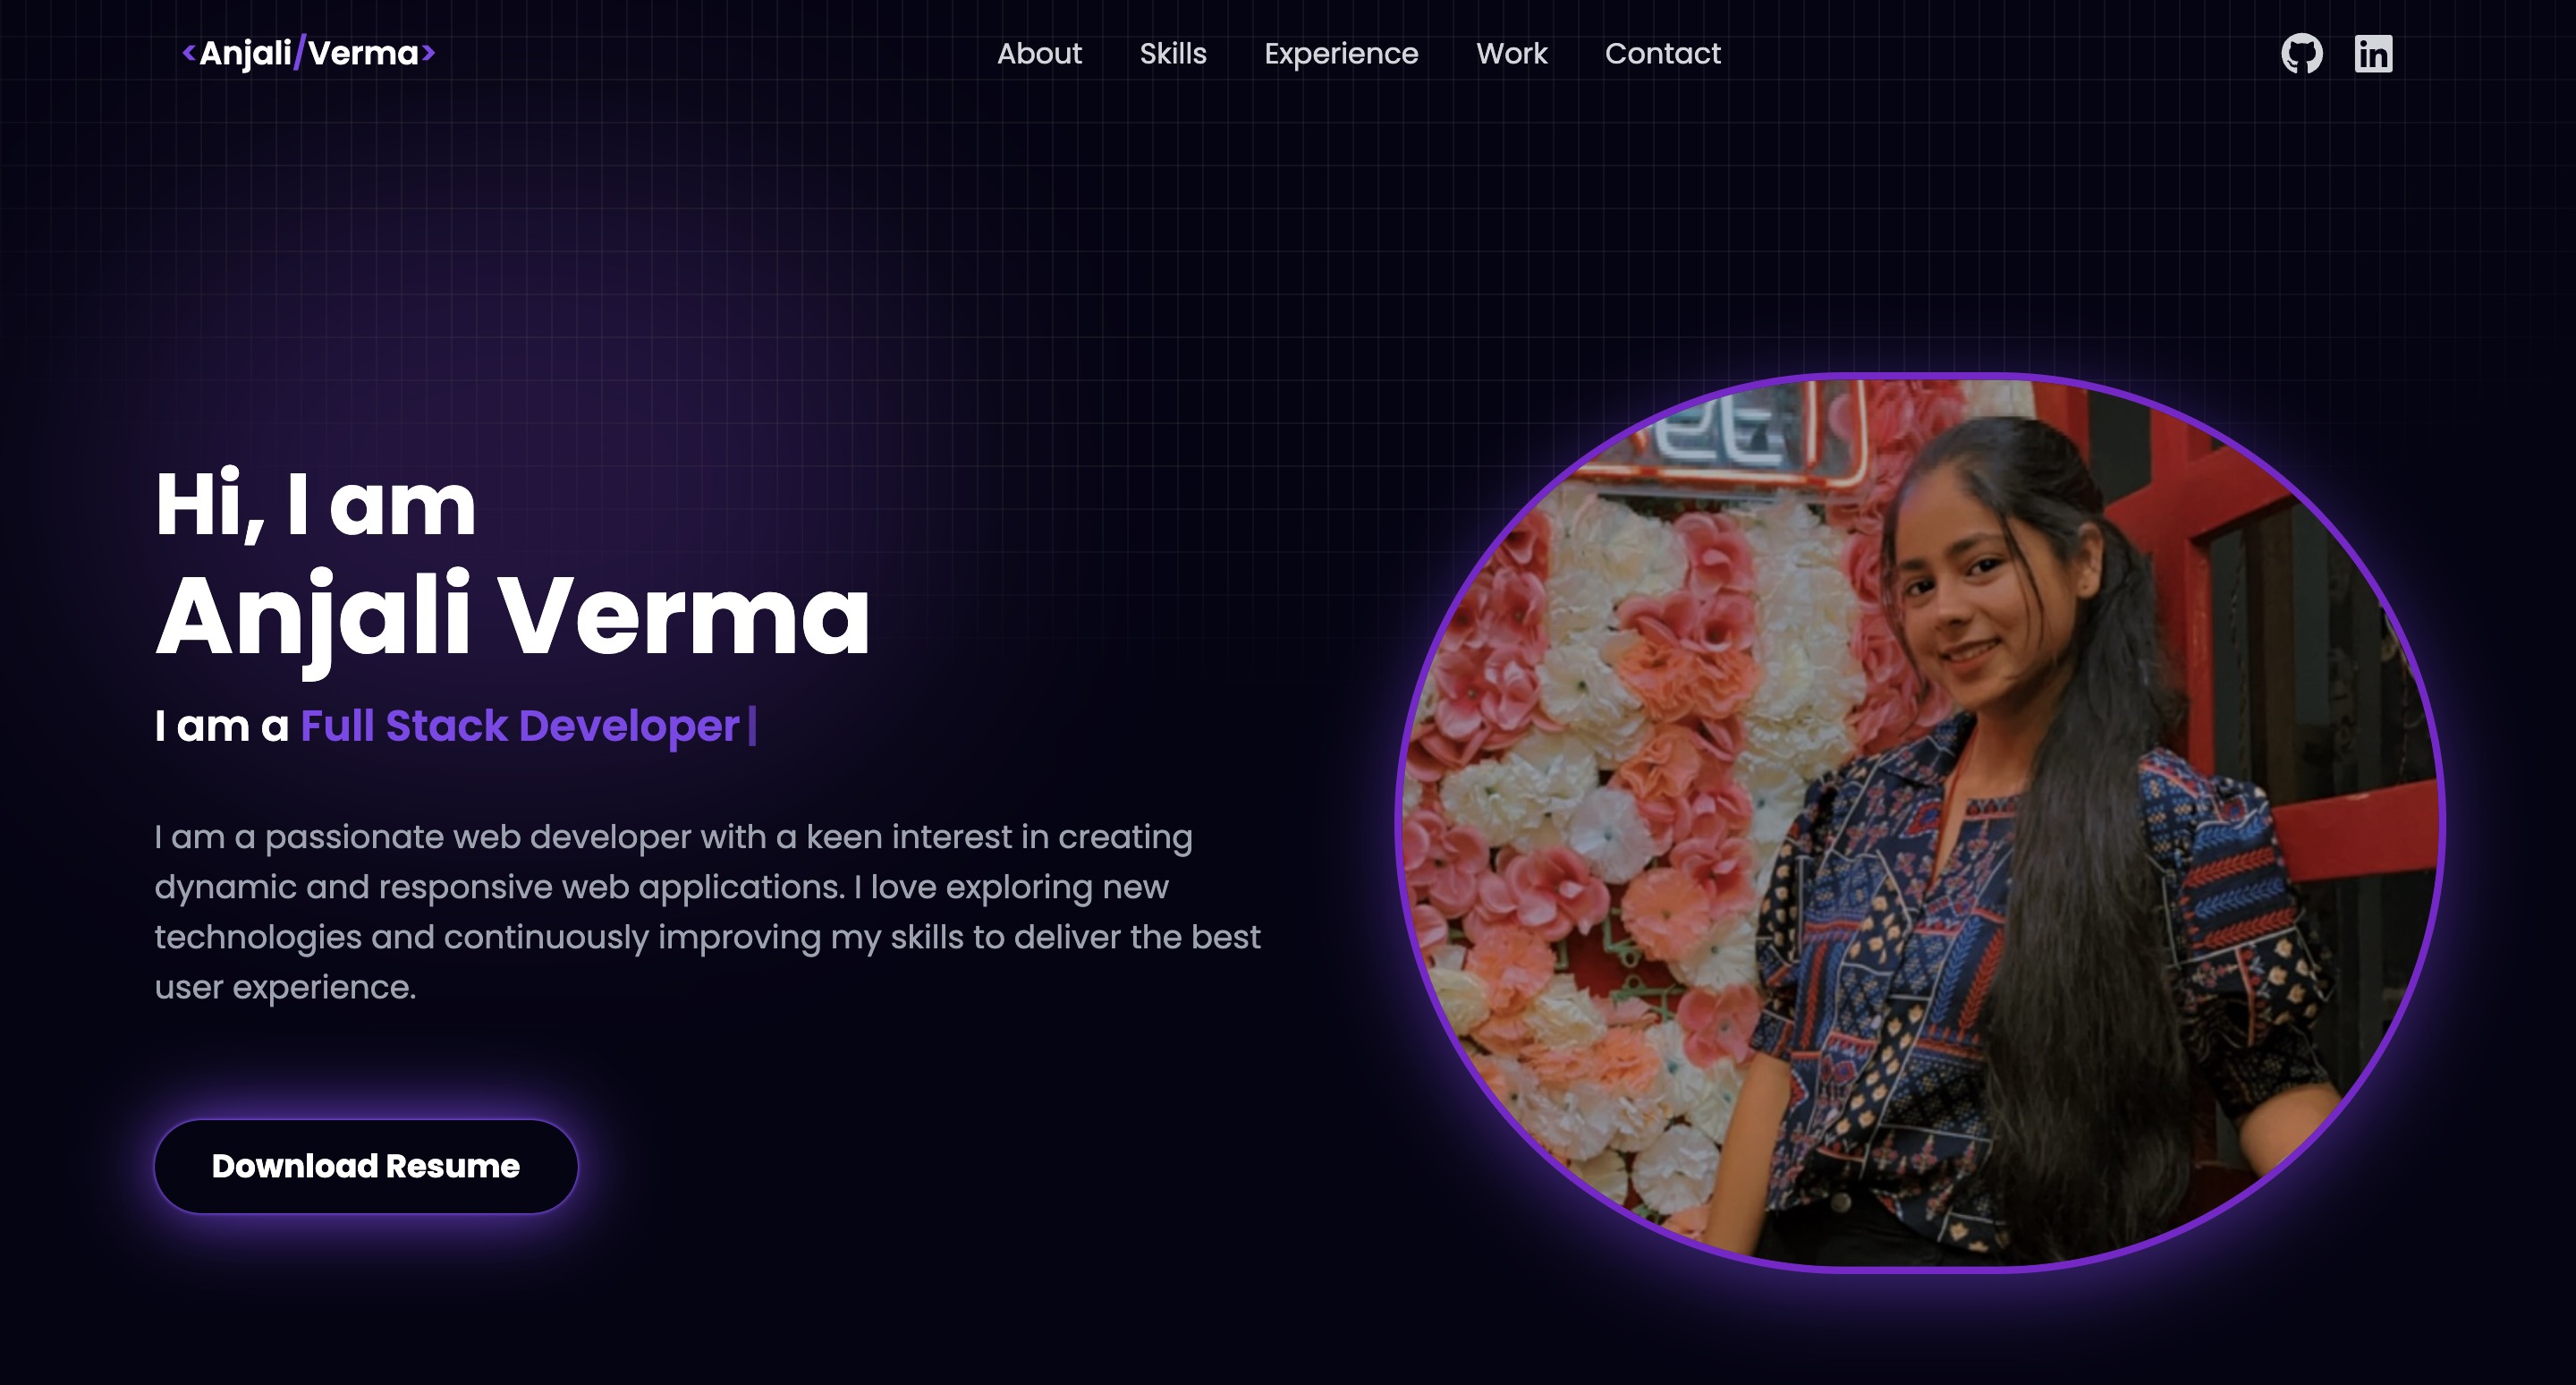 <Anjali/Verma>
About Skills Experience Work Contact
in
Hi, I am
Anjali Verma
I am a Full Stack Developer|
I am a passionate web developer with a keen interest in creating
dynamic and responsive web applications. I love exploring new
technologies and continuously improving my skills to deliver the best
user experience.
Download Resume